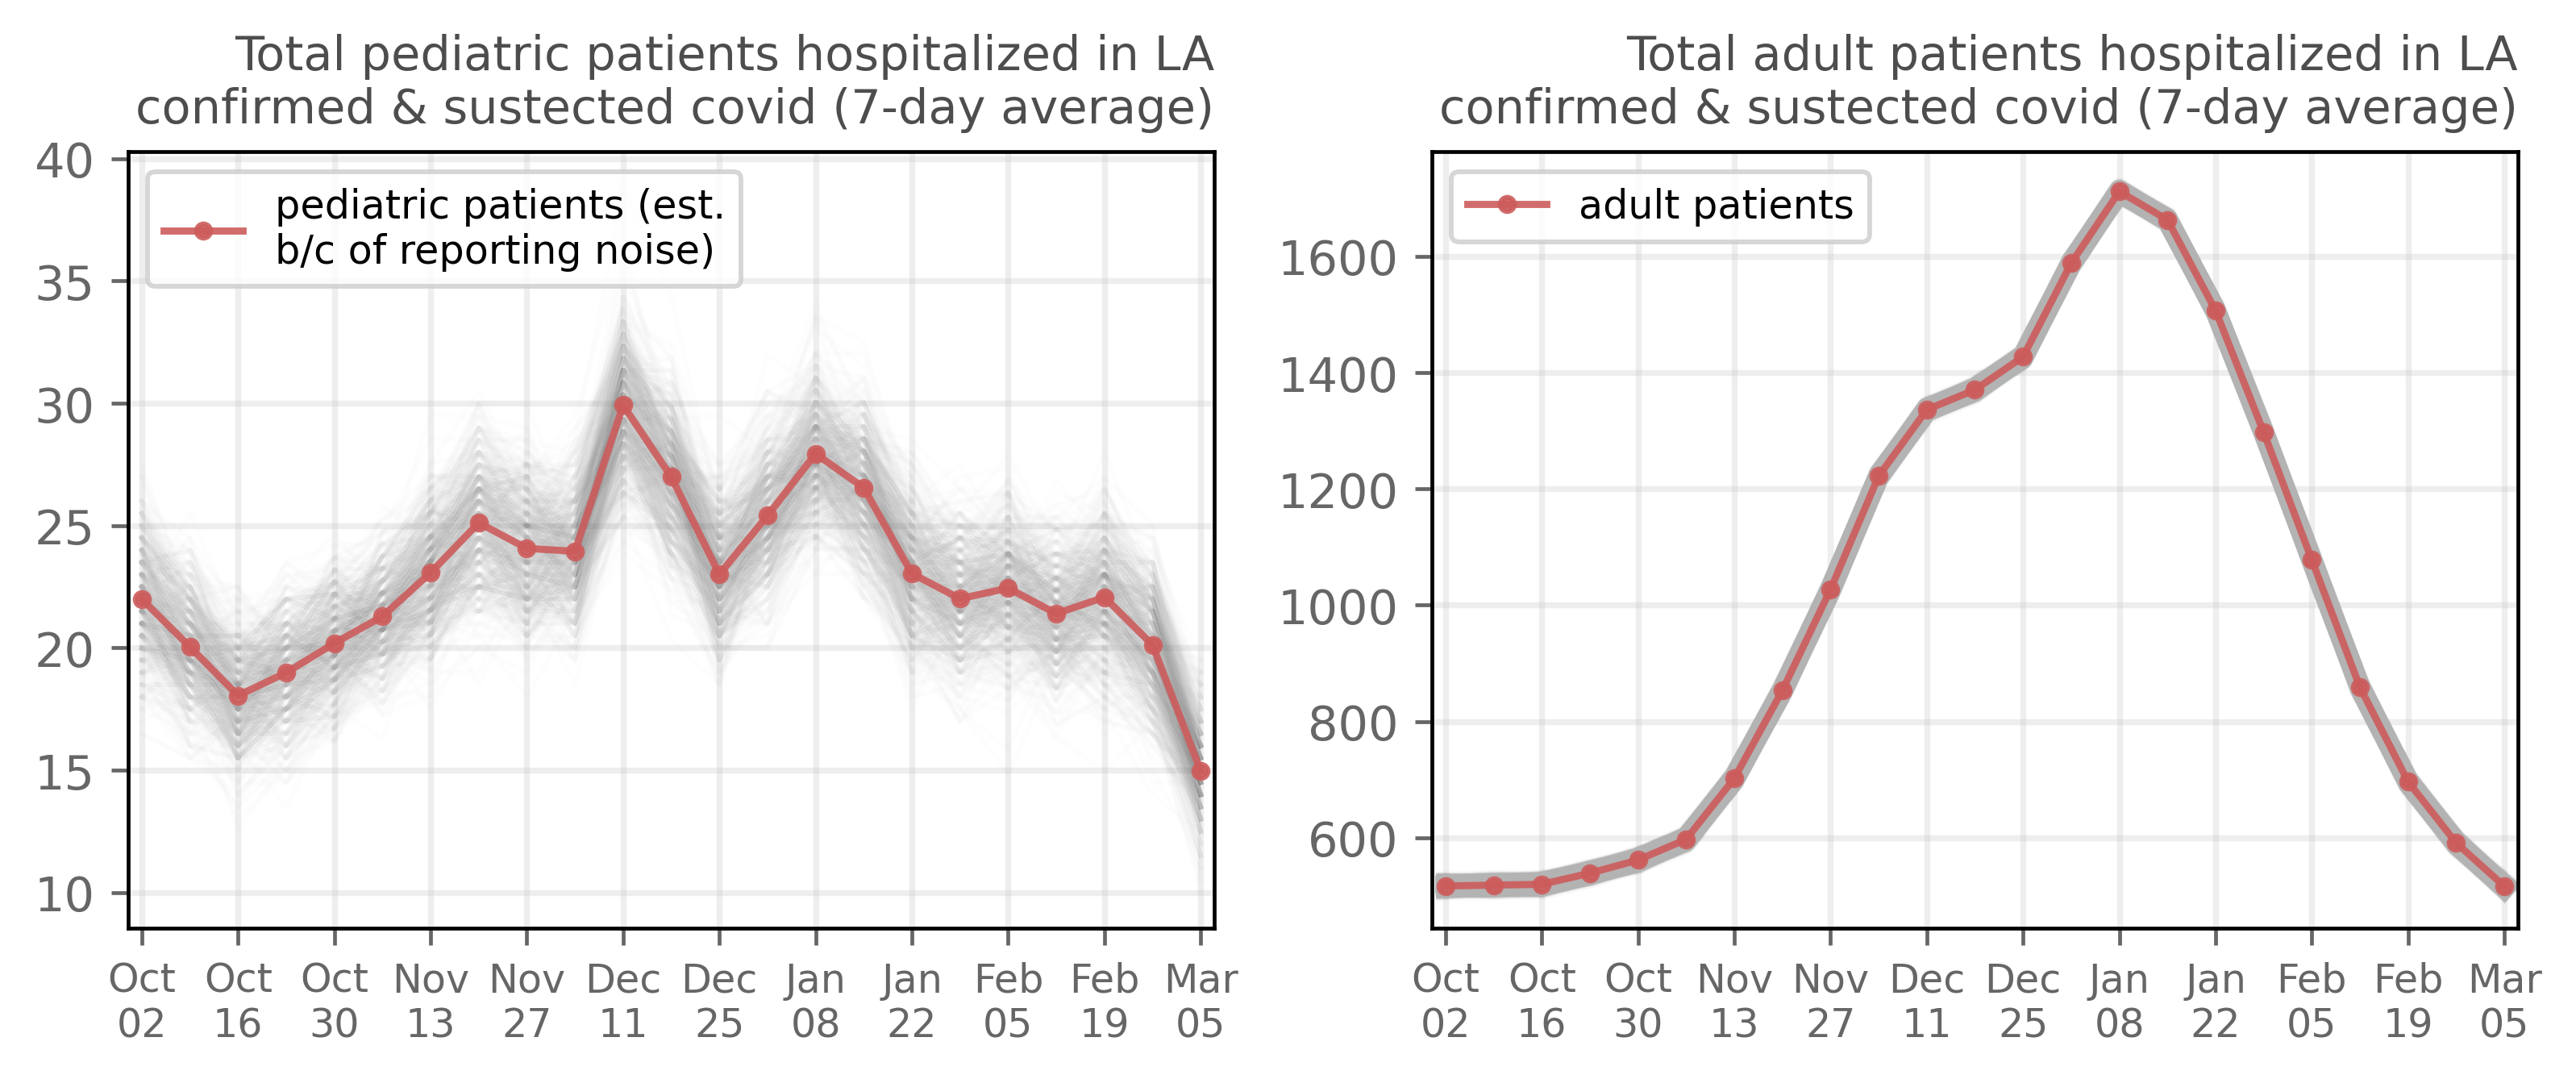 Total pediatric patients hospitalized in LA
confirmed & sustected covid (7-day average)
pediatric patients (est.
b/c of reporting noise)
40
35
30
25
20
15
10
Oct Oct Oct Nov Nov Dec Dec Jan Jan Feb Feb Mar
02 16 30 13 27 11 25 08 22 05 19 05
Total adult patients hospitalized in LA
confirmed & sustected covid (7-day average)
adult patients
1600
1400
1200
1000
800
600
Oct Oct Oct Nov Nov Dec Dec Jan Jan Feb Feb Mar
02 16 30 13 27 11 25 08 22 05 19 05